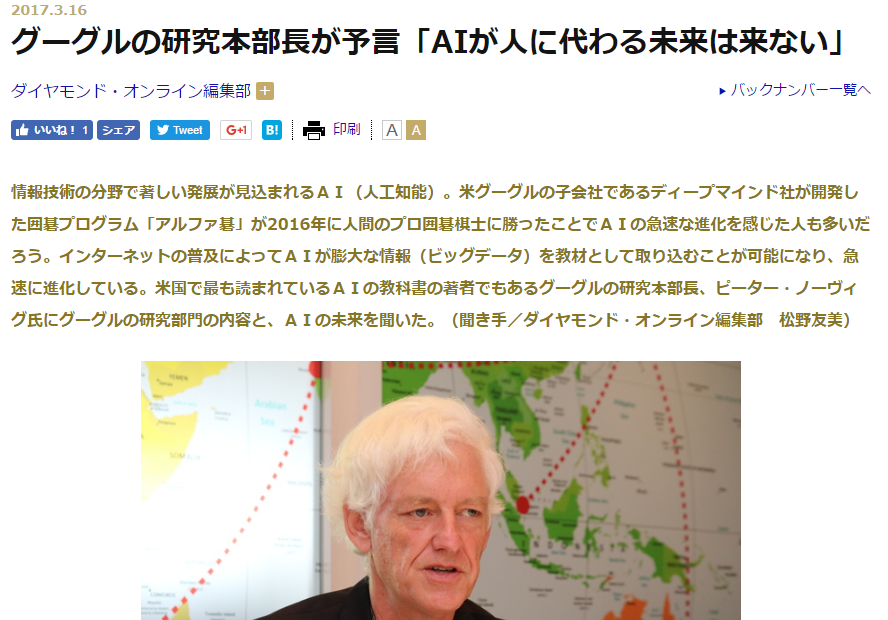 2017.3.16
グーグルの研究本部長が予言「AIが人に代わる未来は来ない」
ダイヤモンド・オンライン編集部 +
バックナンバー一覧へ
いいね！ 1 シェア Tweet G+1 B! 印刷 A A
情報技術の分野で著しい発展が見込まれるＡＩ（人工知能）。米グーグルの子会社であるディープマインド社が開発し
た囲碁プログラム「アルファ碁」が2016年に人間のプロ囲碁棋士に勝ったことでＡＩの急速な進化を感じた人も多いだ
ろう。インターネットの普及によってＡＩが膨大な情報（ビッグデータ）を教材として取り込むことが可能になり、急
速に進化している。米国で最も読まれているＡＩの教科書の著者でもあるグーグルの研究本部長、ピーター・ノーヴィ
グ氏にグーグルの研究部門の内容と、ＡＩの未来を聞いた。（聞き手／ダイヤモンド・オンライン編集部　松野友美）
YEMEN
Arabian
Sea
SOMALIA
INDONESIA